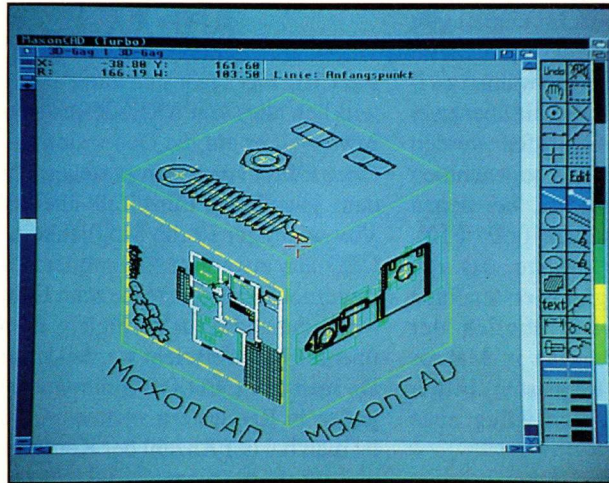 MaxonCAD (Turbo)
3D-Gag | 3D-Gag
X: -38.80 Y: 161.60
R: 166.19 W: 103.50 Linie: Anfangspunkt
Undo
Edit
text
MaxonCAD MaxonCAD